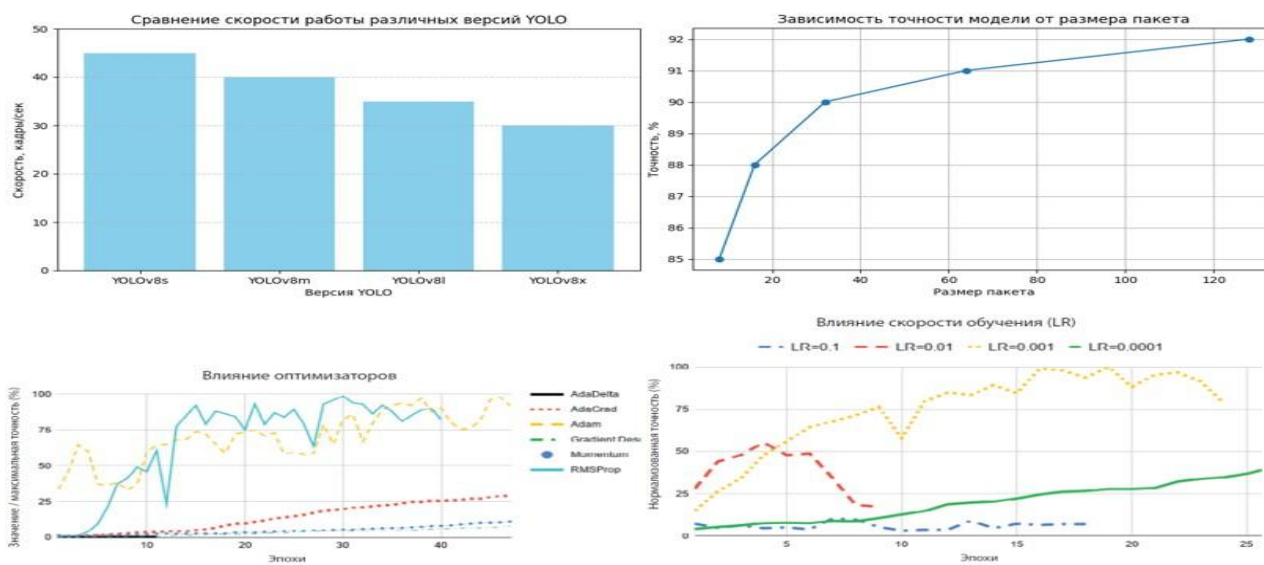 Сравнение скорости работы различных версий YOLO
Скорость, кадры/сек
50
40
30
20
10
0
YOLOv8s YOLOv8m YOLOv8l YOLOv8x
Версия YOLO
Зависимость точности модели от размера пакета
Точность, %
92
91
90
89
88
87
86
85
20 40 60 80 100 120
Размер пакета
Влияние оптимизаторов
Значение / максимальная точность (%)
100
75
50
25
0
10 20 30 40
Эпохи
AdaDelta
AdaGrad
Adam
Gradient Des
Momentum
RMSProp
Влияние скорости обучения (LR)
LR=0.1 LR=0.01 LR=0.001 LR=0.0001
Нормализованная точность (%)
100
75
50
25
0
5 10 15 20 25
Эпохи